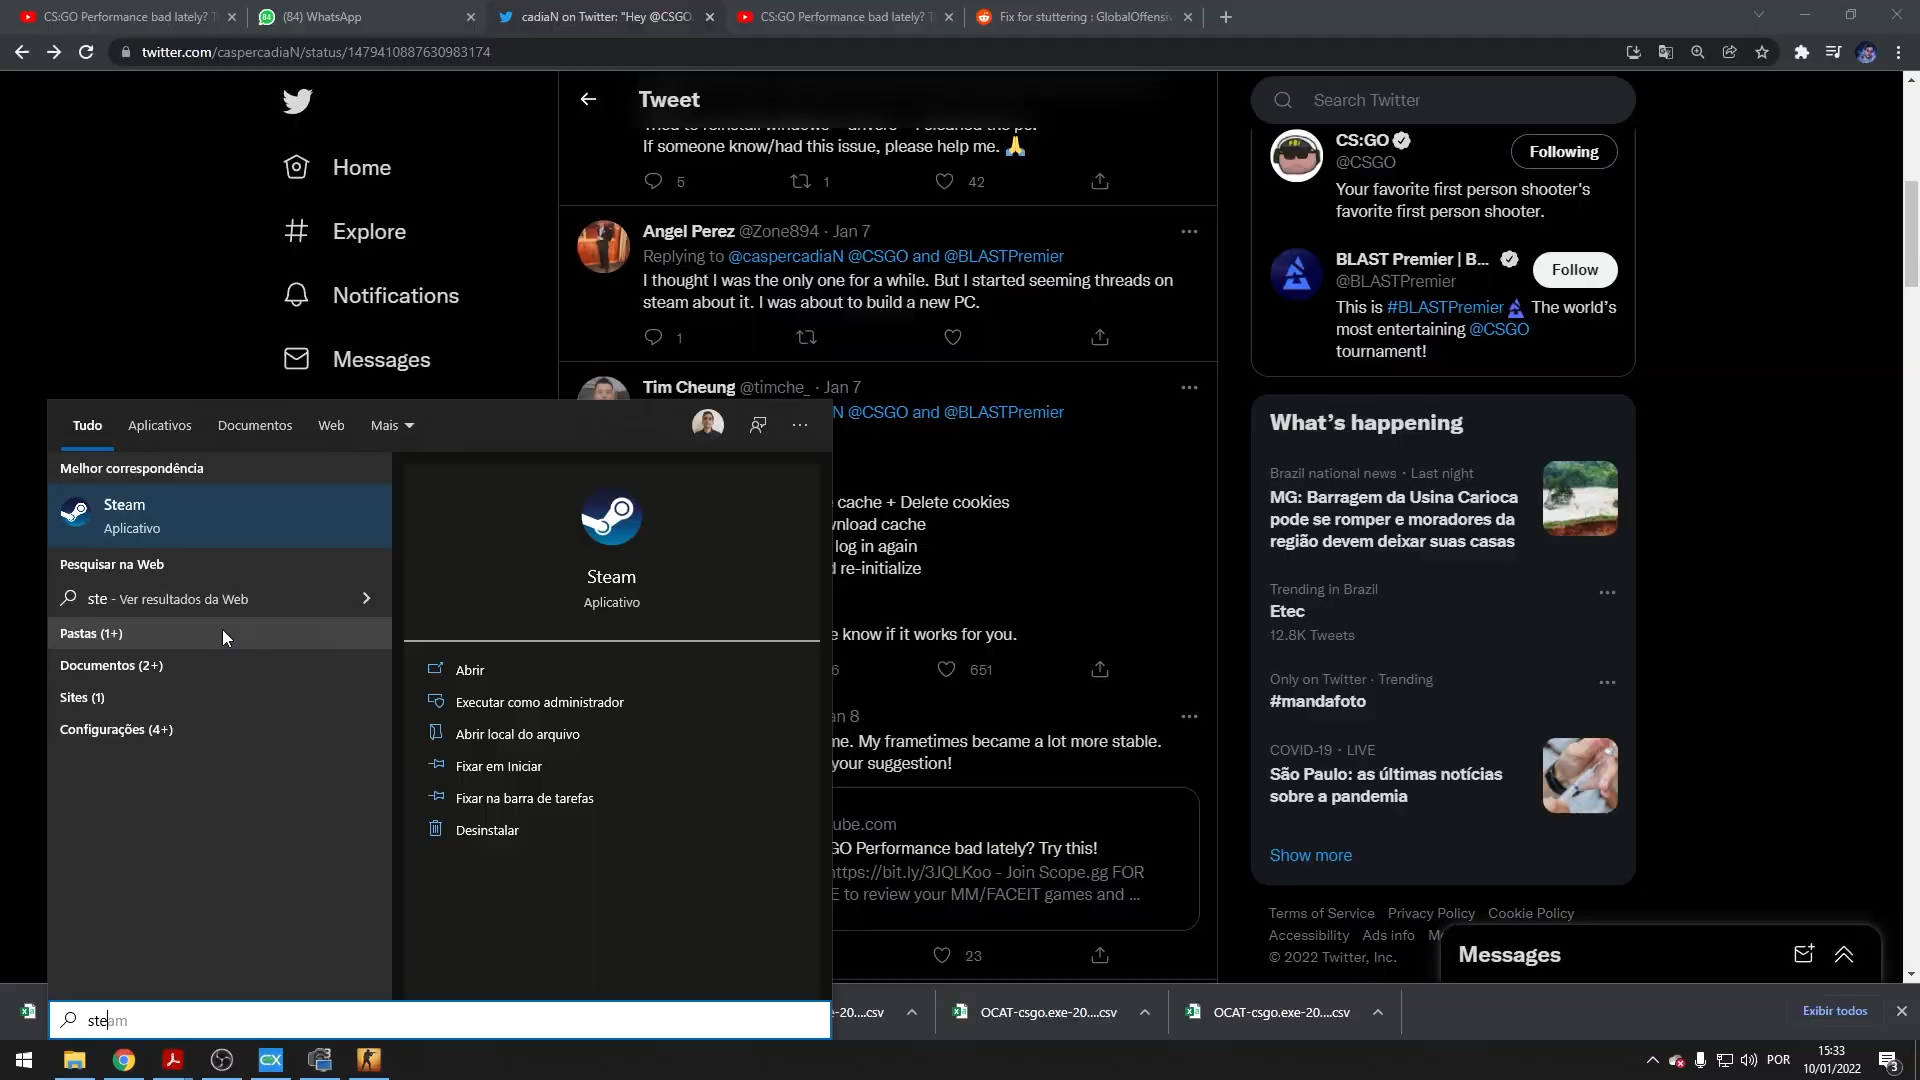 CS:GO Performance bad lately? T
(84) WhatsApp
cadiaN on Twitter: "Hey @CSGO
CS:GO Performance bad lately? T
Fix for stuttering : GlobalOffensiv
twitter.com/caspercadiaN/status/1479410887630983174
Home
Explore
Notifications
Messages
Tweet
If someone know/had this issue, please help me. 🙏
5
1
42
Angel Perez @Zone894 · Jan 7
Replying to @caspercadiaN @CSGO and @BLASTPremier
I thought I was the only one for a while. But I started seeming threads on
steam about it. I was about to build a new PC.
1
Tim Cheung @timche_ · Jan 7
N @CSGO and @BLASTPremier
cache + Delete cookies
wnload cache
log in again
d re-initialize
e know if it works for you.
6
651
an 8
me. My frametimes became a lot more stable.
your suggestion!
ube.com
GO Performance bad lately? Try this!
https://bit.ly/3JQLKoo - Join Scope.gg FOR
E to review your MM/FACEIT games and ...
23
Search Twitter
CS:GO
@CSGO
Following
Your favorite first person shooter's
favorite first person shooter.
BLAST Premier | B...
@BLASTPremier
Follow
This is #BLASTPremier The world's
most entertaining @CSGO
tournament!
What's happening
Brazil national news · Last night
MG: Barragem da Usina Carioca
pode se romper e moradores da
região devem deixar suas casas
Trending in Brazil
Etec
12.8K Tweets
Only on Twitter · Trending
#mandafoto
COVID-19 · LIVE
São Paulo: as últimas notícias
sobre a pandemia
Show more
Terms of Service Privacy Policy Cookie Policy
Accessibility Ads info M
© 2022 Twitter, Inc.
Messages
Tudo
Aplicativos
Documentos
Web
Mais
Melhor correspondência
Steam
Aplicativo
Pesquisar na Web
ste - Ver resultados da Web
Pastas (1+)
Documentos (2+)
Sites (1)
Configurações (4+)
Steam
Aplicativo
Abrir
Executar como administrador
Abrir local do arquivo
Fixar em Iniciar
Fixar na barra de tarefas
Desinstalar
steam
e-20....csv
OCAT-csgo.exe-20....csv
OCAT-csgo.exe-20....csv
Exibir todos
CX
POR
15:33
10/01/2022
3